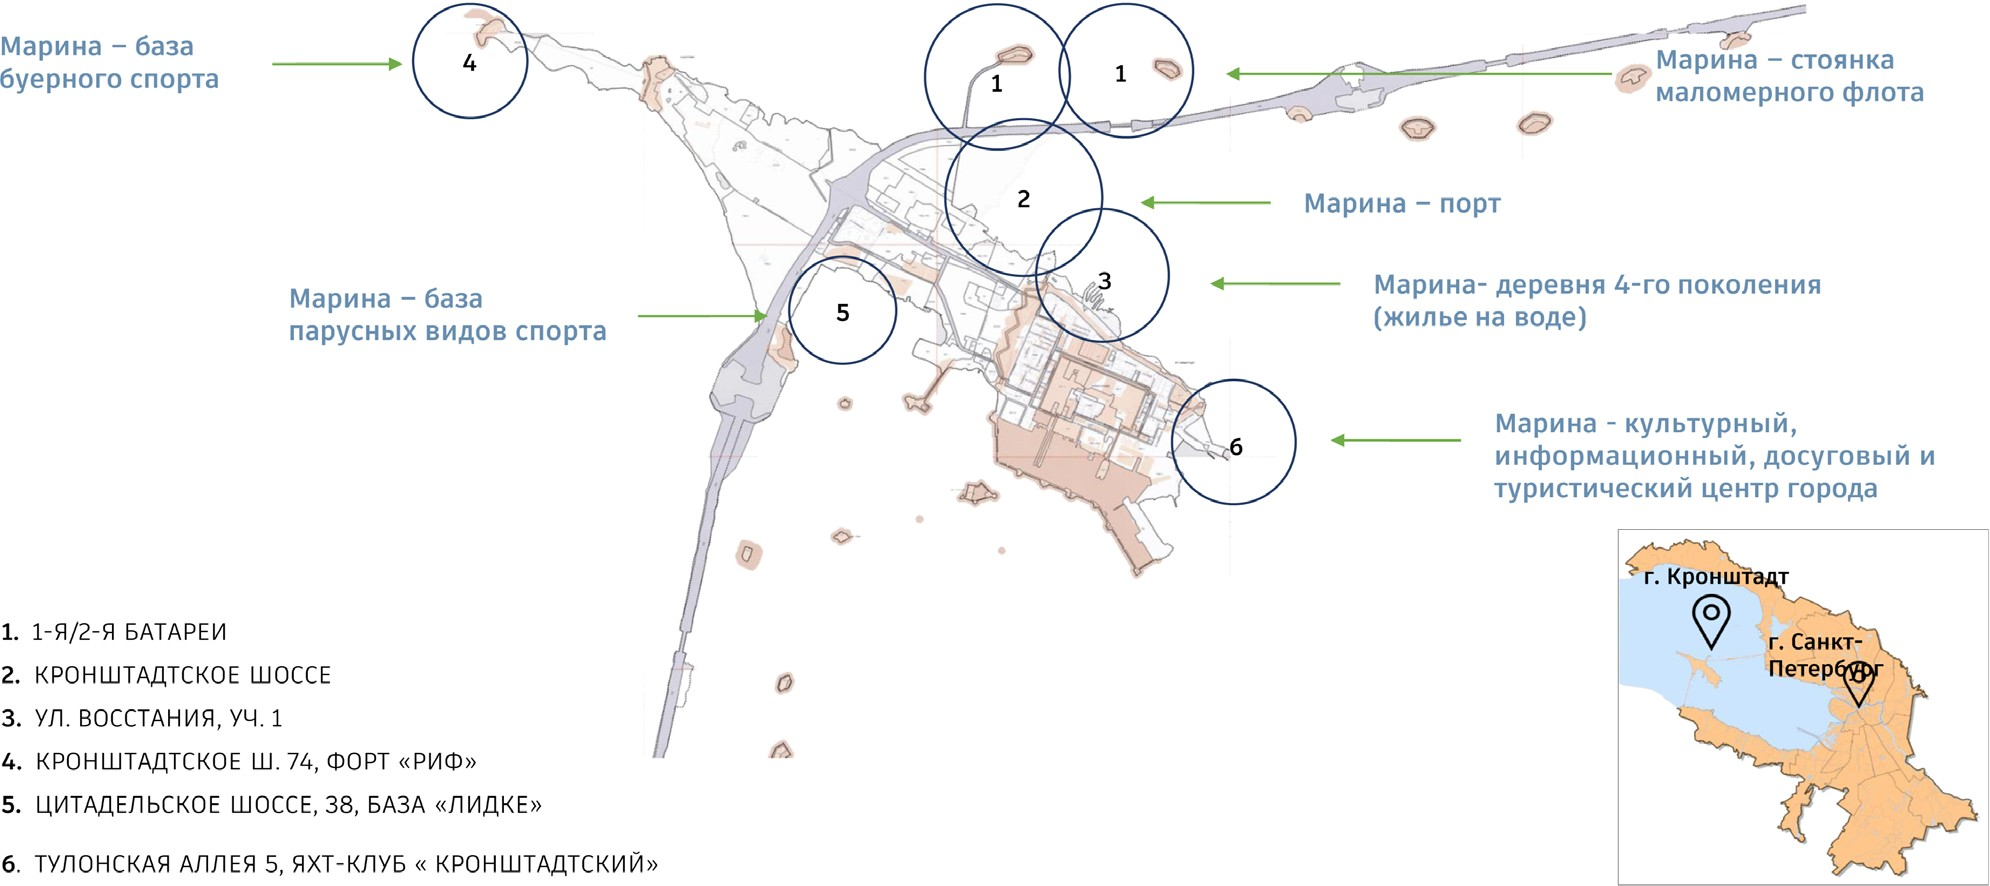 Марина – база
буерного спорта
4
1
1
Марина – стоянка
маломерного флота
2
Марина – порт
3
Марина- деревня 4-го поколения
(жилье на воде)
Марина – база
парусных видов спорта
5
Марина - культурный,
информационный, досуговый и
туристический центр города
6
г. Кронштадт
г. Санкт-
Петербург
1. 1-Я/2-Я БАТАРЕИ
2. КРОНШТАДТСКОЕ ШОССЕ
3. УЛ. ВОССТАНИЯ, УЧ. 1
4. КРОНШТАДТСКОЕ Ш. 74, ФОРТ «РИФ»
5. ЦИТАДЕЛЬСКОЕ ШОССЕ, 38, БАЗА «ЛИДКЕ»
6. ТУЛОНСКАЯ АЛЛЕЯ 5, ЯХТ-КЛУБ « КРОНШТАДТСКИЙ»